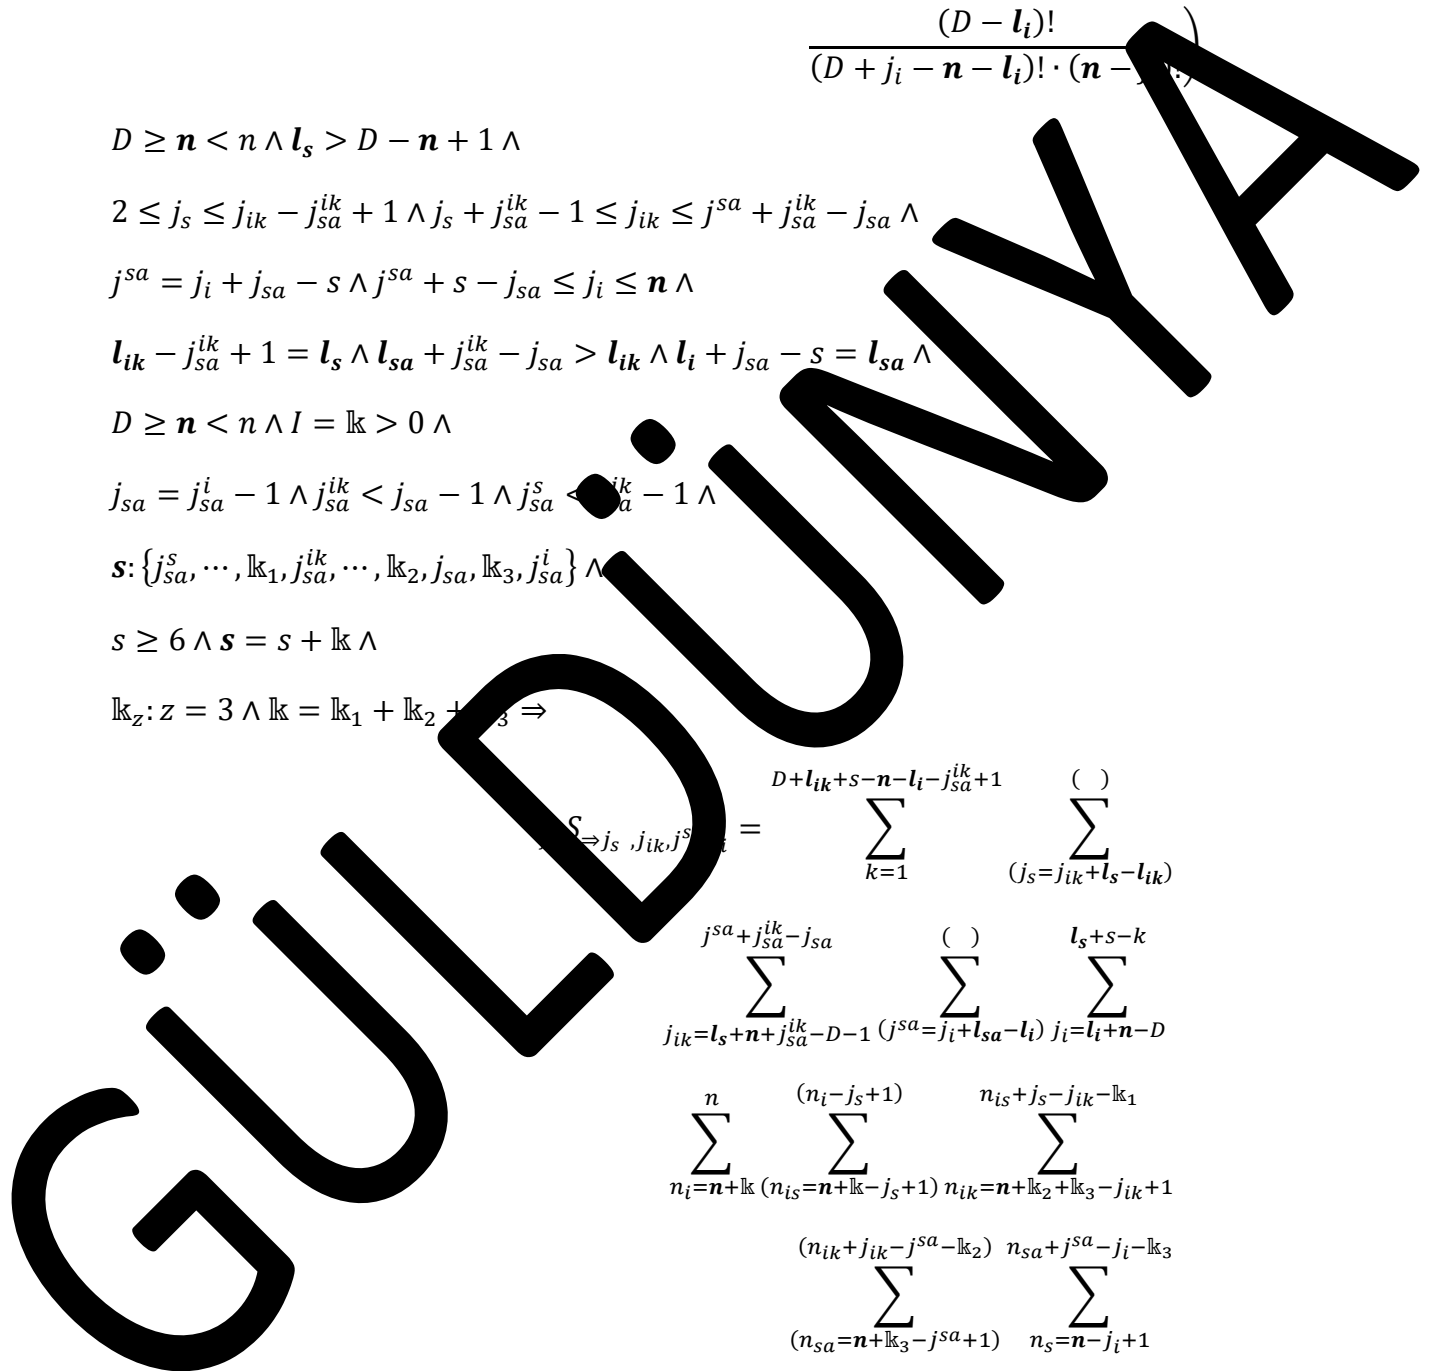 (D − l_i)!
(D + j_i − n − l_i)! · (n −
D ≥ n < n ∧ l_s > D − n + 1 ∧
2 ≤ j_s ≤ j_ik − j_sa^ik + 1 ∧ j_s + j_sa^ik − 1 ≤ j_ik ≤ j^sa + j_sa^ik − j_sa ∧
j^sa = j_i + j_sa − s ∧ j^sa + s − j_sa ≤ j_i ≤ n ∧
l_ik − j_sa^ik + 1 = l_s ∧ l_sa + j_sa^ik − j_sa > l_ik ∧ l_i + j_sa − s = l_sa ∧
D ≥ n < n ∧ I = 𝕜 > 0 ∧
j_sa = j_sa^i − 1 ∧ j_sa^ik < j_sa − 1 ∧ j_sa^s < − 1 ∧
s: {j_sa^s, ⋯ , 𝕜_1, j_sa^ik, ⋯ , 𝕜_2, j_sa, 𝕜_3, j_sa^i} ∧
s ≥ 6 ∧ s = s + 𝕜 ∧
𝕜_z: z = 3 ∧ 𝕜 = 𝕜_1 + 𝕜_2 + 𝕜_3 ⇒
S_⇒j_s ,j_ik, = ∑_{k=1}^{D+l_ik+s−n−l_i−j_sa^ik+1} ∑_{(j_s=j_ik+l_s−l_ik)}^{( )}
∑_{j_ik=l_s+n+j_sa^ik−D−1}^{j^sa+j_sa^ik−j_sa} ∑_{(j^sa=j_i+l_sa−l_i)}^{( )} ∑_{j_i=l_i+n−D}^{l_s+s−k}
∑_{n_i=n+𝕜}^{n} ∑_{(n_is=n+𝕜−j_s+1)}^{(n_i−j_s+1)} ∑_{n_ik=n+𝕜_2+𝕜_3−j_ik+1}^{n_is+j_s−j_ik−𝕜_1}
∑_{(n_sa=n+𝕜_3−j^sa+1)}^{(n_ik+j_ik−j^sa−𝕜_2)} ∑_{n_s=n−j_i+1}^{n_sa+j^sa−j_i−𝕜_3}
GÜLDÜNYA